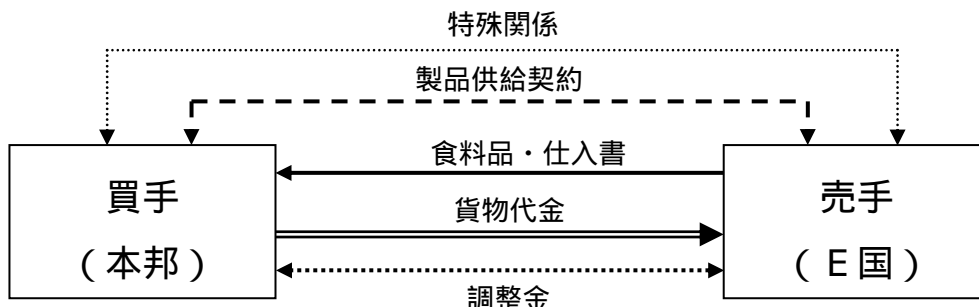 特殊関係
製品供給契約
食料品・仕入書
買手
(本邦)
貨物代金
売手
(E国)
調整金